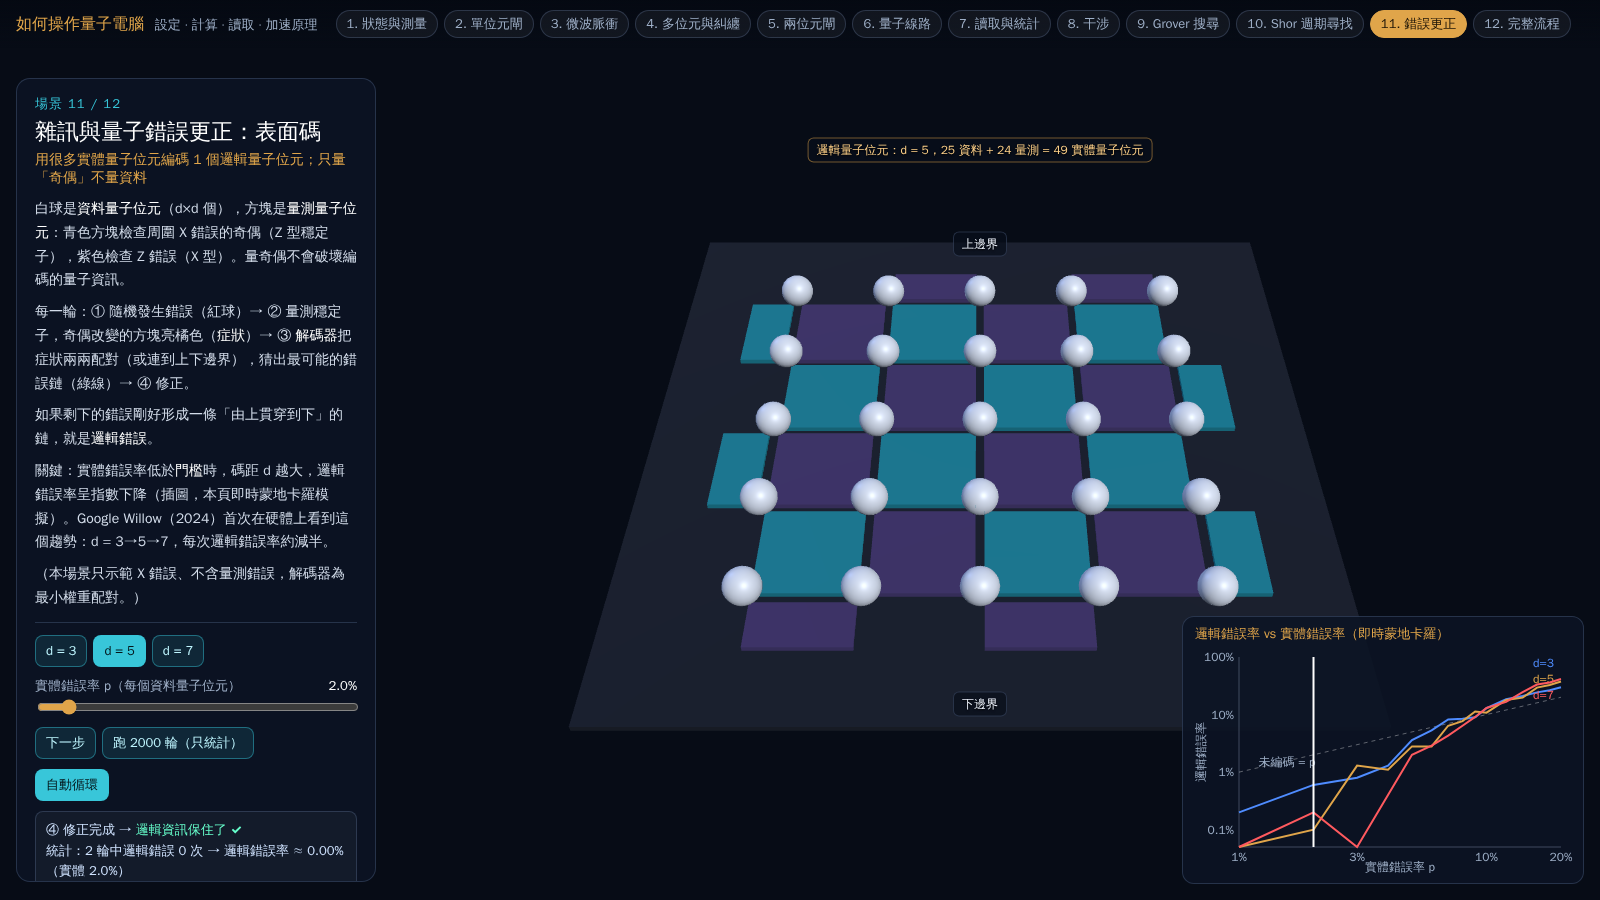 如何操作量子電腦 設定 · 計算 · 讀取 · 加速原理
1. 狀態與測量
2. 單位元閘
3. 微波脈衝
4. 多位元與糾纏
5. 兩位元閘
6. 量子線路
7. 讀取與統計
8. 干涉
9. Grover 搜尋
10. Shor 週期尋找
11. 錯誤更正
12. 完整流程
場景 11 / 12
雜訊與量子錯誤更正：表面碼
用很多實體量子位元編碼 1 個邏輯量子位元；只量
「奇偶」不量資料
白球是資料量子位元（d×d 個），方塊是量測量子位
元：青色方塊檢查周圍 X 錯誤的奇偶（Z 型穩定
子），紫色檢查 Z 錯誤（X 型）。量奇偶不會破壞編
碼的量子資訊。
每一輪：① 隨機發生錯誤（紅球）→ ② 量測穩定
子，奇偶改變的方塊亮橘色（症狀）→ ③ 解碼器把
症狀兩兩配對（或連到上下邊界），猜出最可能的錯
誤鏈（綠線）→ ④ 修正。
如果剩下的錯誤剛好形成一條「由上貫穿到下」的
鏈，就是邏輯錯誤。
關鍵：實體錯誤率低於門檻時，碼距 d 越大，邏輯
錯誤率呈指數下降（插圖，本頁即時蒙地卡羅模
擬）。Google Willow（2024）首次在硬體上看到這
個趨勢：d = 3→5→7，每次邏輯錯誤率約減半。
（本場景只示範 X 錯誤、不含量測錯誤，解碼器為
最小權重配對。）
d = 3
d = 5
d = 7
實體錯誤率 p（每個資料量子位元） 2.0%
下一步
跑 2000 輪（只統計）
自動循環
④ 修正完成 → 邏輯資訊保住了 ✔
統計：2 輪中邏輯錯誤 0 次 → 邏輯錯誤率 ≈ 0.00%
（實體 2.0%）
邏輯量子位元：d = 5，25 資料 + 24 量測 = 49 實體量子位元
上邊界
下邊界
邏輯錯誤率 vs 實體錯誤率（即時蒙地卡羅）
100%
10%
1%
0.1%
邏輯錯誤率
未編碼 = p
d=3
d=5
d=7
1%
3%
10%
20%
實體錯誤率 p